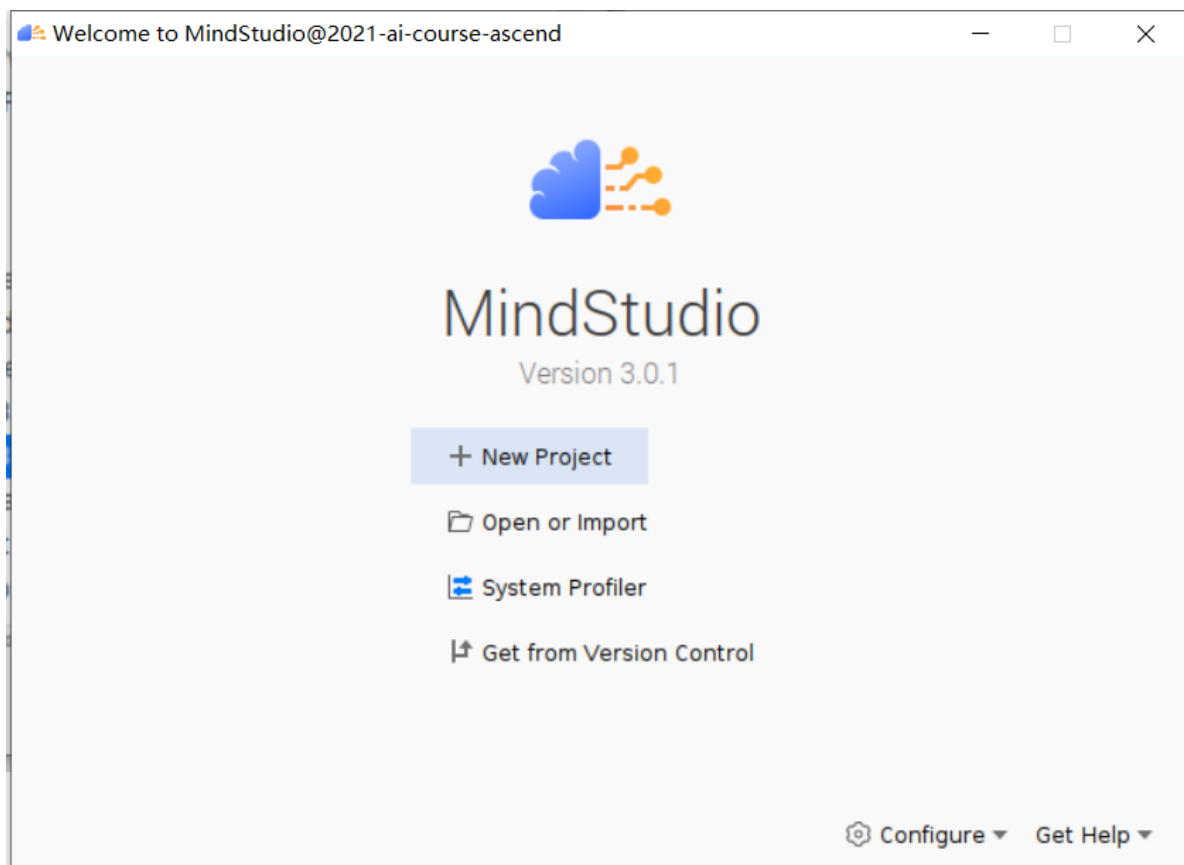 Welcome to MindStudio@2021-ai-course-ascend
MindStudio
Version 3.0.1
New Project
Open or Import
System Profiler
Get from Version Control
Configure
Get Help